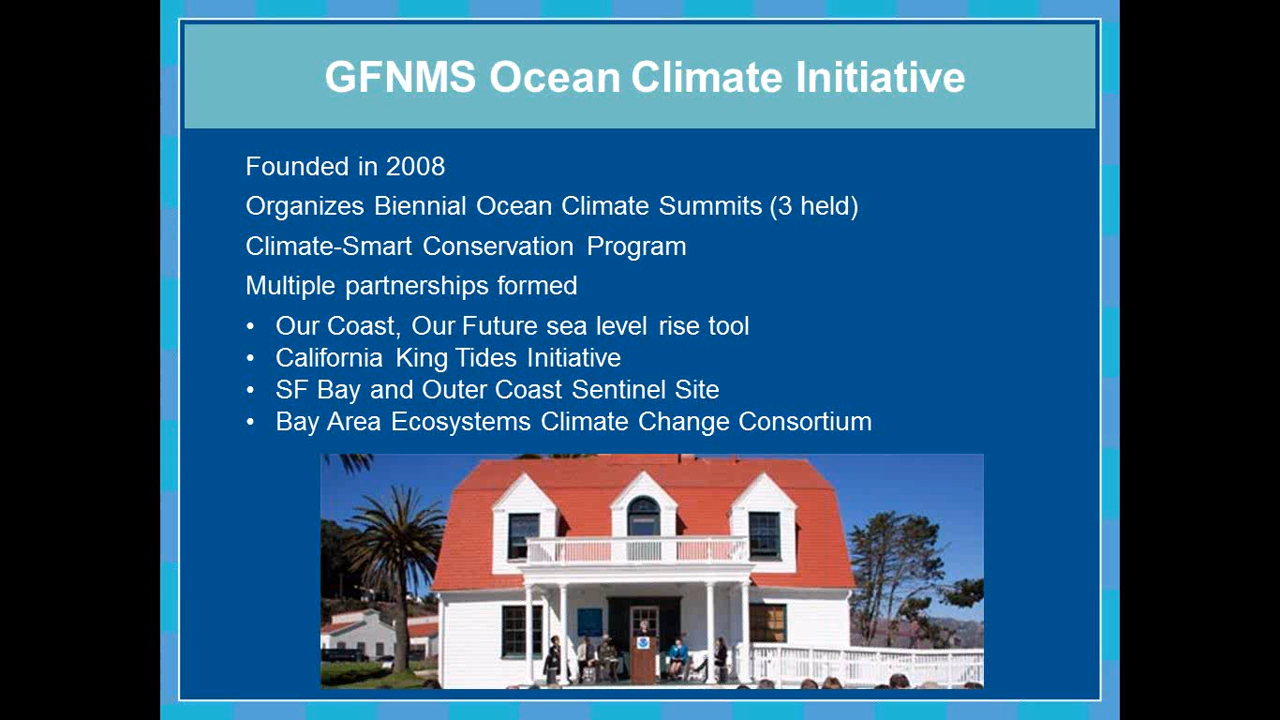 GFNMS Ocean Climate Initiative
Founded in 2008
Organizes Biennial Ocean Climate Summits (3 held)
Climate-Smart Conservation Program
Multiple partnerships formed
• Our Coast, Our Future sea level rise tool
• California King Tides Initiative
• SF Bay and Outer Coast Sentinel Site
• Bay Area Ecosystems Climate Change Consortium